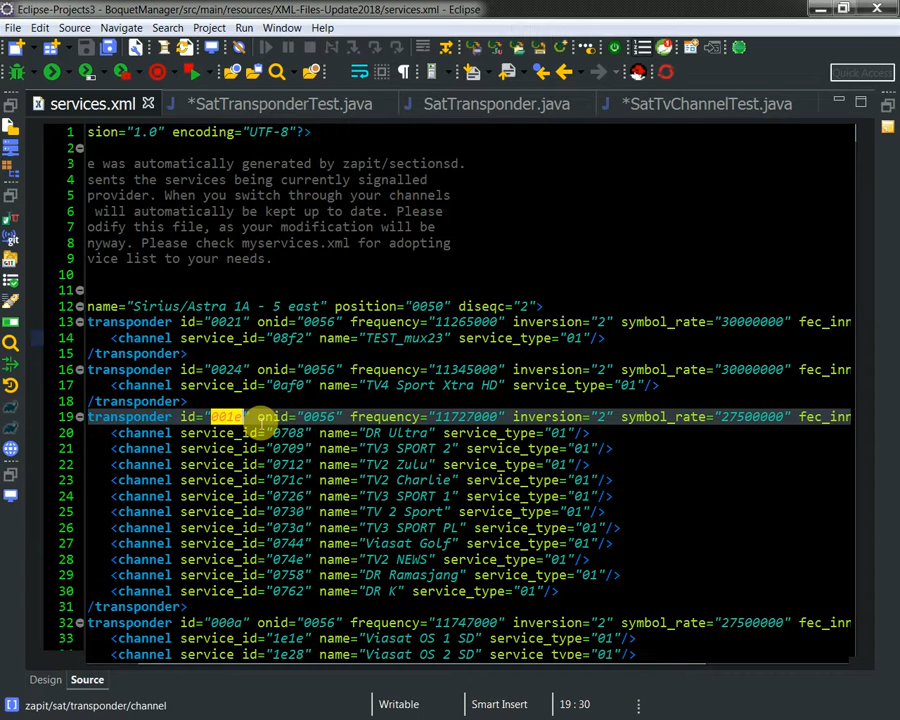 Eclipse-Projects3 - BoquetManager/src/main/resources/XML-Files-Update2018/services.xml - Eclipse
File Edit Source Navigate Search Project Run Window Help
Quick Access
services.xml *SatTransponderTest.java SatTransponder.java *SatTvChannelTest.java
1 sion="1.0" encoding="UTF-8"?>
2
3 e was automatically generated by zapit/sectionsd.
4 sents the services being currently signalled
5 provider. When you switch through your channels
6 will automatically be kept up to date. Please
7 odify this file, as your modification will be
8 nyway. Please check myservices.xml for adopting
9 vice list to your needs.
10
11
12 name="Sirius/Astra 1A - 5 east" position="0050" diseqc="2">
13 transponder id="0021" onid="0056" frequency="11265000" inversion="2" symbol_rate="30000000" fec_inn
14 <channel service_id="08f2" name="TEST_mux23" service_type="01"/>
15 /transponder>
16 transponder id="0024" onid="0056" frequency="11345000" inversion="2" symbol_rate="30000000" fec_inn
17 <channel service_id="0af0" name="TV4 Sport Xtra HD" service_type="01"/>
18 /transponder>
19 transponder id="001e" onid="0056" frequency="11727000" inversion="2" symbol_rate="27500000" fec_inn
20 <channel service_id="0708" name="DR Ultra" service_type="01"/>
21 <channel service_id="0709" name="TV3 SPORT 2" service_type="01"/>
22 <channel service_id="0712" name="TV2 Zulu" service_type="01"/>
23 <channel service_id="071c" name="TV2 Charlie" service_type="01"/>
24 <channel service_id="0726" name="TV3 SPORT 1" service_type="01"/>
25 <channel service_id="0730" name="TV 2 Sport" service_type="01"/>
26 <channel service_id="073a" name="TV3 SPORT PL" service_type="01"/>
27 <channel service_id="0744" name="Viasat Golf" service_type="01"/>
28 <channel service_id="074e" name="TV2 NEWS" service_type="01"/>
29 <channel service_id="0758" name="DR Ramasjang" service_type="01"/>
30 <channel service_id="0762" name="DR K" service_type="01"/>
31 /transponder>
32 transponder id="000a" onid="0056" frequency="11747000" inversion="2" symbol_rate="27500000" fec_inn
33 <channel service_id="1e1e" name="Viasat OS 1 SD" service_type="01"/>
<channel service_id="1e28" name="Viasat OS 2 SD" service_type="01"/>
Design Source
zapit/sat/transponder/channel Writable Smart Insert 19 : 30